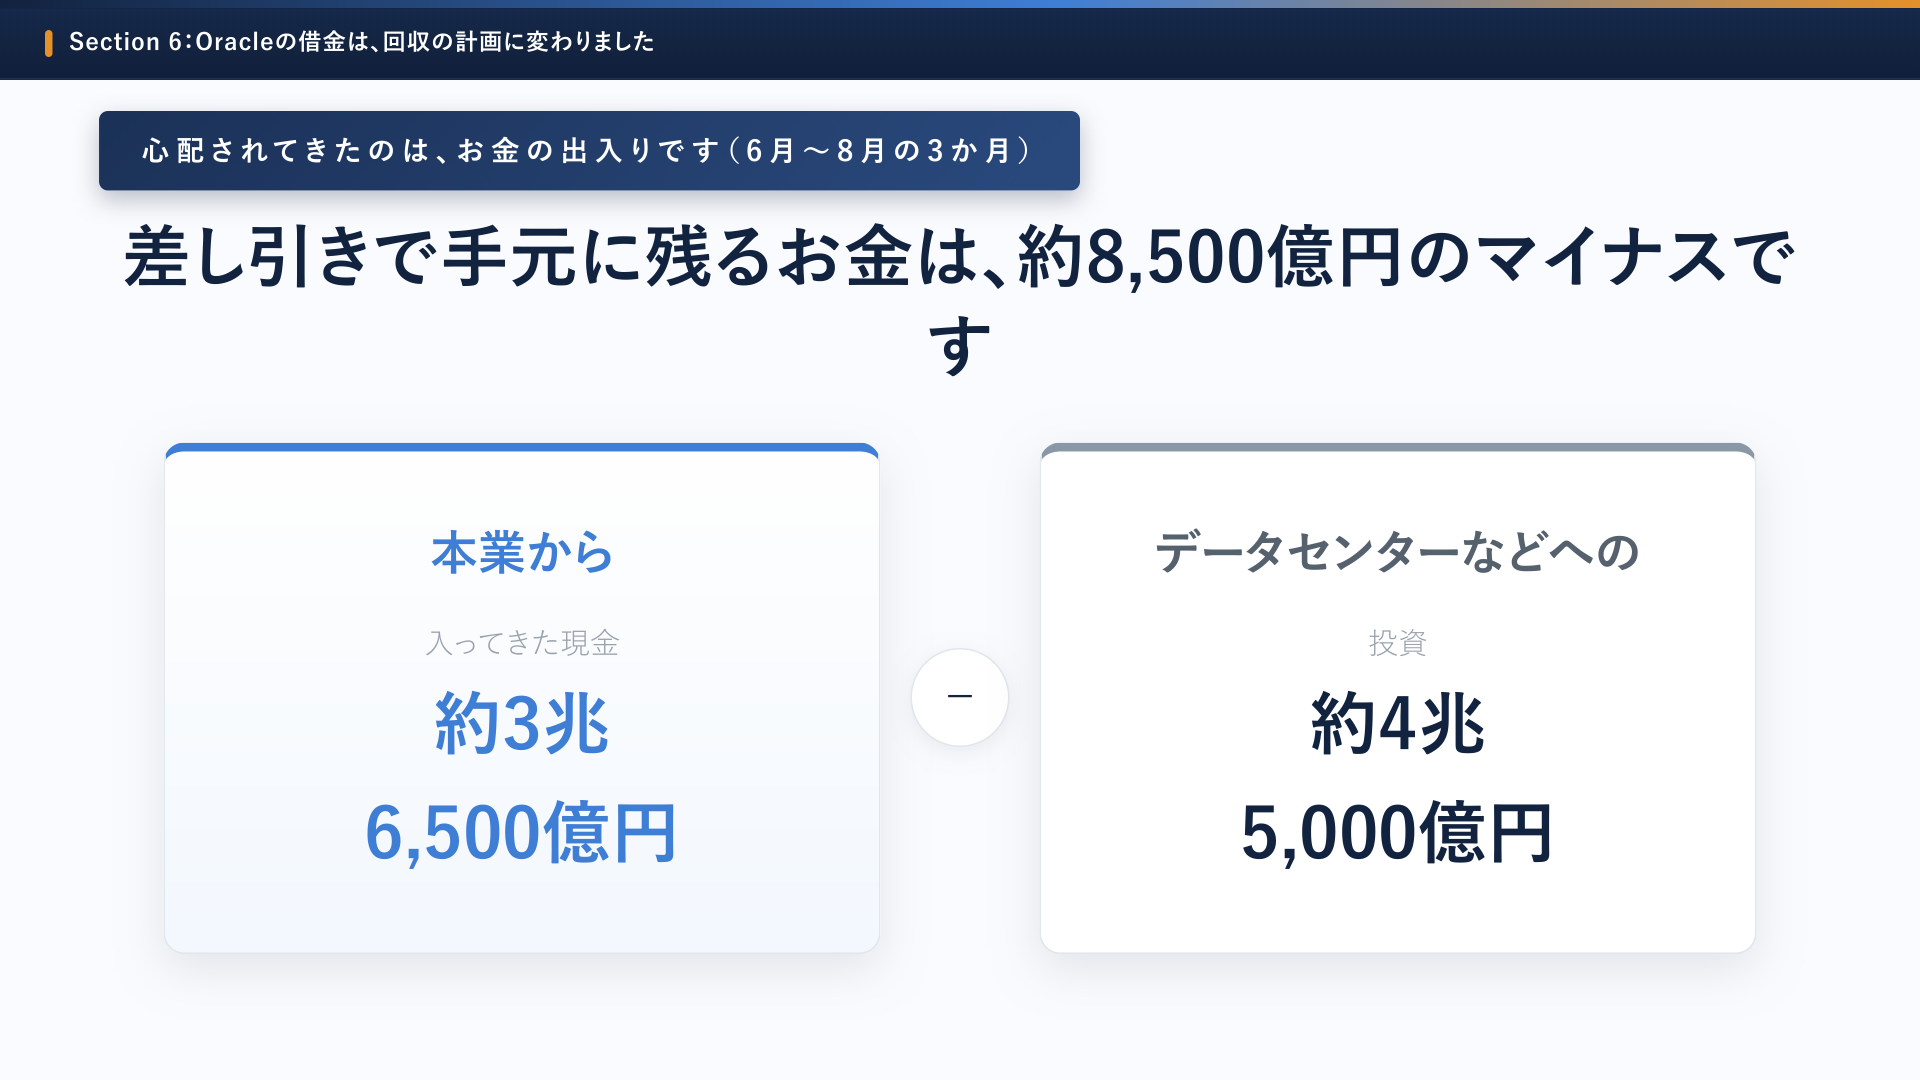 Section 6：Oracleの借金は、回収の計画に変わりました
心配されてきたのは、お金の出入りです（6月〜8月の3か月）
差し引きで手元に残るお金は、約8,500億円のマイナスで
す
本業から
入ってきた現金
約3兆
6,500億円
−
データセンターなどへの
投資
約4兆
5,000億円